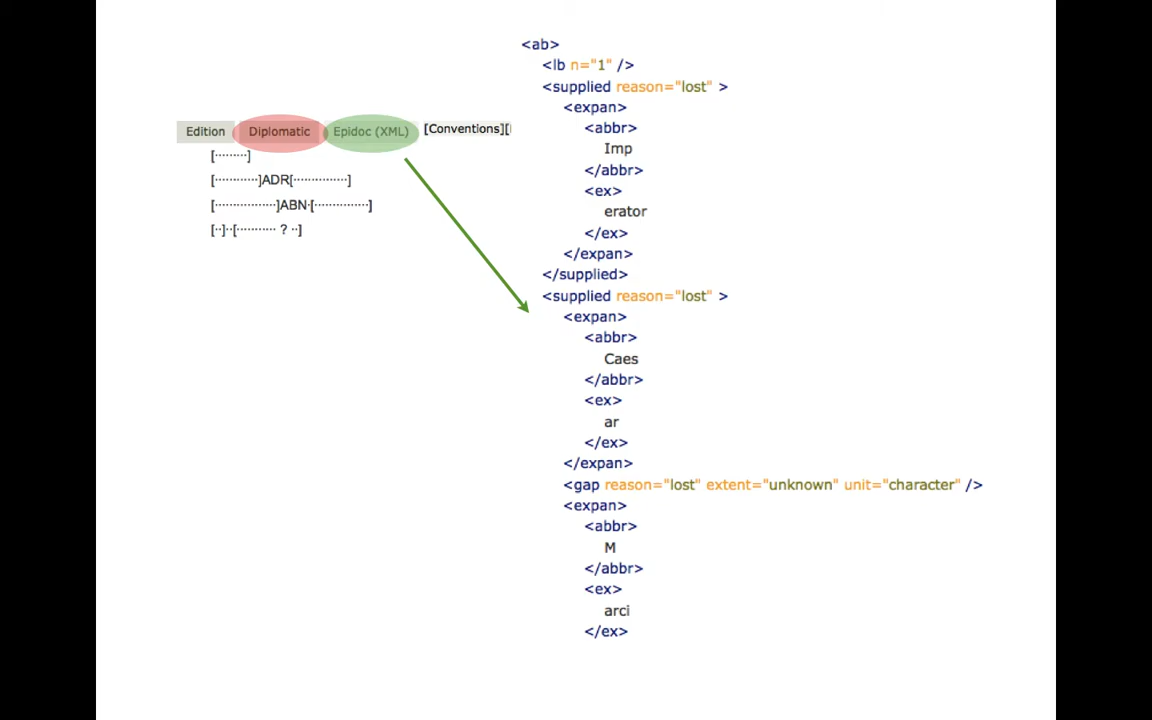 Edition Diplomatic Epidoc (XML) [Conventions][
[·········]
[············]ADR[···············]
[·················]ABN·[···············]
[··]··[··········· ? ··]
<ab>
<lb n="1" />
<supplied reason="lost" >
<expan>
<abbr>
Imp
</abbr>
<ex>
erator
</ex>
</expan>
</supplied>
<supplied reason="lost" >
<expan>
<abbr>
Caes
</abbr>
<ex>
ar
</ex>
</expan>
<gap reason="lost" extent="unknown" unit="character" />
<expan>
<abbr>
M
</abbr>
<ex>
arci
</ex>